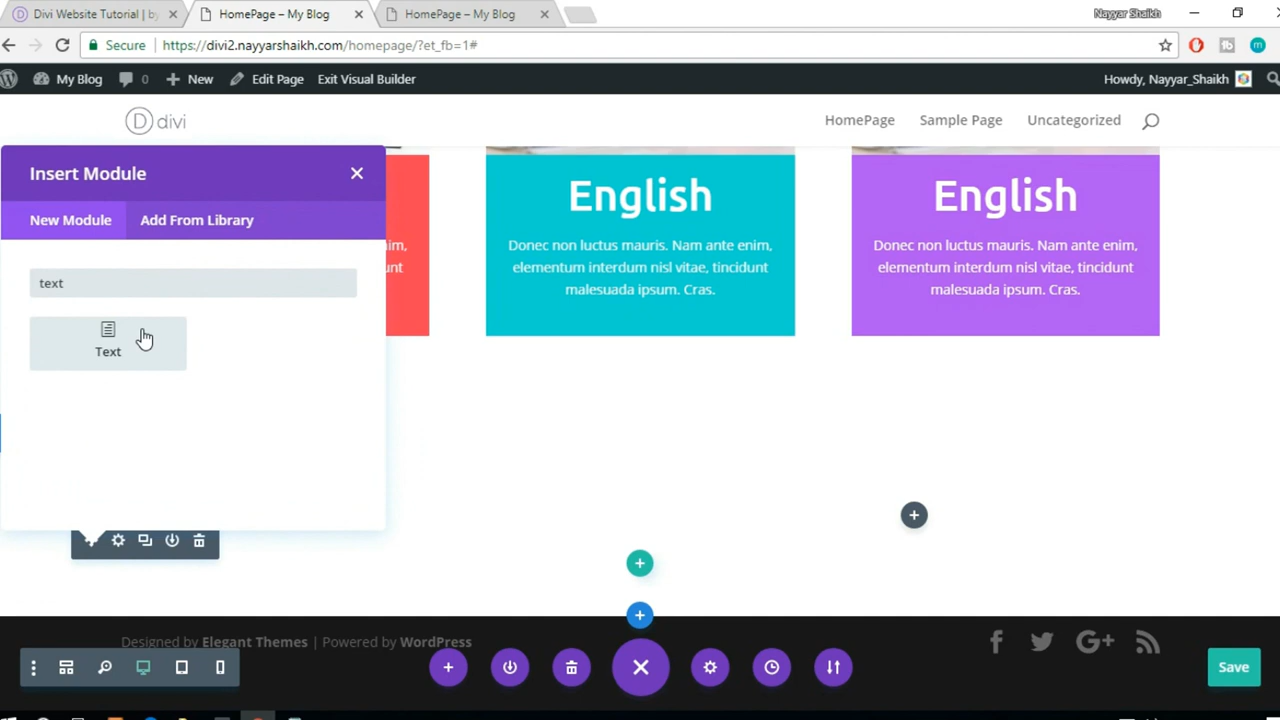 Divi Website Tutorial | by
HomePage – My Blog
HomePage – My Blog
Nayyar Shaikh
Secure
https://divi2.nayyarshaikh.com/homepage/?et_fb=1#
My Blog
0
New
Edit Page
Exit Visual Builder
Howdy, Nayyar_Shaikh
D divi
HomePage
Sample Page
Uncategorized
Insert Module
New Module
Add From Library
text
Text
im,
unt
English
Donec non luctus mauris. Nam ante enim,
elementum interdum nisl vitae, tincidunt
malesuada ipsum. Cras.
English
Donec non luctus mauris. Nam ante enim,
elementum interdum nisl vitae, tincidunt
malesuada ipsum. Cras.
Designed by Elegant Themes | Powered by WordPress
G+
Save